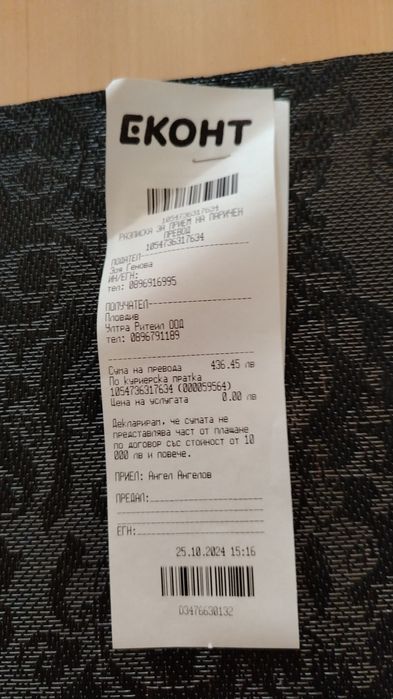 ЕКОНТ
1054736317634
РАЗПИСКА ЗА ПРИЕМ НА ПАРИЧЕН
ПРЕВОД
1054736317634
ПОДАТЕЛ
Зоя Генова
ИН/ЕГН:
тел: 0896916995
ПОЛУЧАТЕЛ
Пловдив
Ултра Ритейл ООД
тел: 0896791189
Сума на превода 436.45 лв
По куриерска пратка
1054736317634 (000059564)
Цена на услугата 0.00 лв
Декларирам, че сумата не
представлява част от плащане
по договор със стойност от 10
000 лв и повече.
ПРИЕЛ: Ангел Ангелов
ПРЕДАЛ:
ЕГН:
25.10.2024 15:16
D3476630132